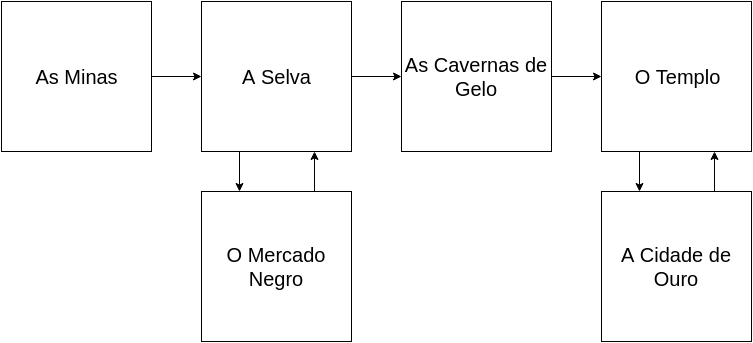 As Minas
A Selva
As Cavernas de
Gelo
O Templo
O Mercado
Negro
A Cidade de
Ouro